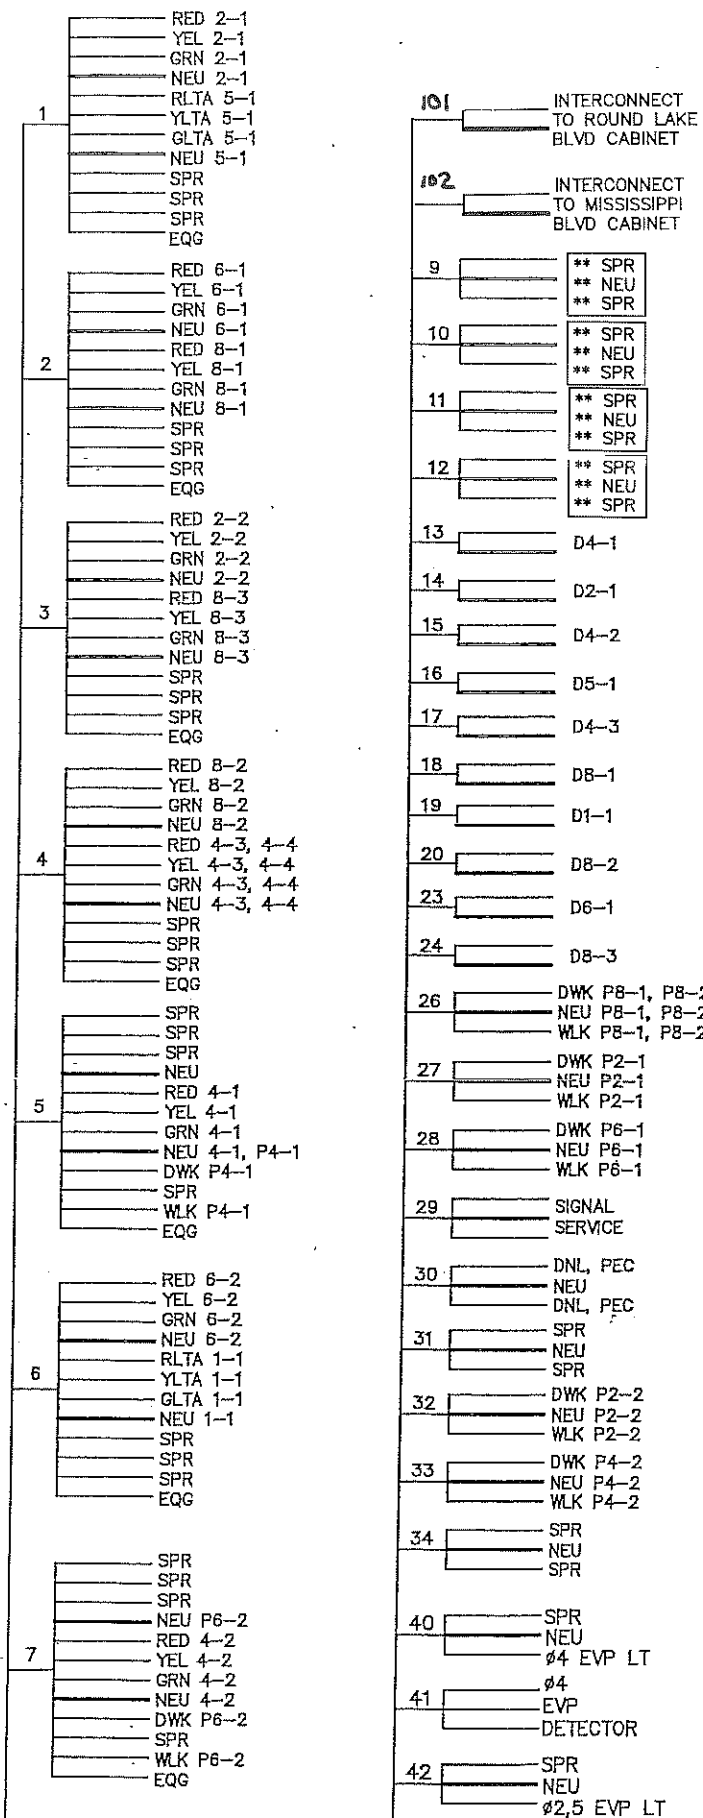 1
RED 2-1
YEL 2-1
GRN 2-1
NEU 2-1
RLTA 5-1
YLTA 5-1
GLTA 5-1
NEU 5-1
SPR
SPR
SPR
EQG
2
RED 6-1
YEL 6-1
GRN 6-1
NEU 6-1
RED 8-1
YEL 8-1
GRN 8-1
NEU 8-1
SPR
SPR
SPR
EQG
3
RED 2-2
YEL 2-2
GRN 2-2
NEU 2-2
RED 8-3
YEL 8-3
GRN 8-3
NEU 8-3
SPR
SPR
SPR
EQG
4
RED 8-2
YEL 8-2
GRN 8-2
NEU 8-2
RED 4-3, 4-4
YEL 4-3, 4-4
GRN 4-3, 4-4
NEU 4-3, 4-4
SPR
SPR
SPR
EQG
5
SPR
SPR
SPR
NEU
RED 4-1
YEL 4-1
GRN 4-1
NEU 4-1, P4-1
DWK P4-1
SPR
WLK P4-1
EQG
6
RED 6-2
YEL 6-2
GRN 6-2
NEU 6-2
RLTA 1-1
YLTA 1-1
GLTA 1-1
NEU 1-1
SPR
SPR
SPR
EQG
7
SPR
SPR
SPR
NEU P6-2
RED 4-2
YEL 4-2
GRN 4-2
NEU 4-2
DWK P6-2
SPR
WLK P6-2
EQG
101
INTERCONNECT
TO ROUND LAKE
BLVD CABINET
102
INTERCONNECT
TO MISSISSIPPI
BLVD CABINET
9
** SPR
** NEU
** SPR
10
** SPR
** NEU
** SPR
11
** SPR
** NEU
** SPR
12
** SPR
** NEU
** SPR
13 D4-1
14 D2-1
15 D4-2
16 D5-1
17 D4-3
18 D8-1
19 D1-1
20 D8-2
23 D6-1
24 D8-3
26
DWK P8-1, P8-2
NEU P8-1, P8-2
WLK P8-1, P8-2
27
DWK P2-1
NEU P2-1
WLK P2-1
28
DWK P6-1
NEU P6-1
WLK P6-1
29
SIGNAL
SERVICE
30
DNL, PEC
NEU
DNL, PEC
31
SPR
NEU
SPR
32
DWK P2-2
NEU P2-2
WLK P2-2
33
DWK P4-2
NEU P4-2
WLK P4-2
34
SPR
NEU
SPR
40
SPR
NEU
ø4 EVP LT
41
ø4
EVP
DETECTOR
42
SPR
NEU
ø2,5 EVP LT